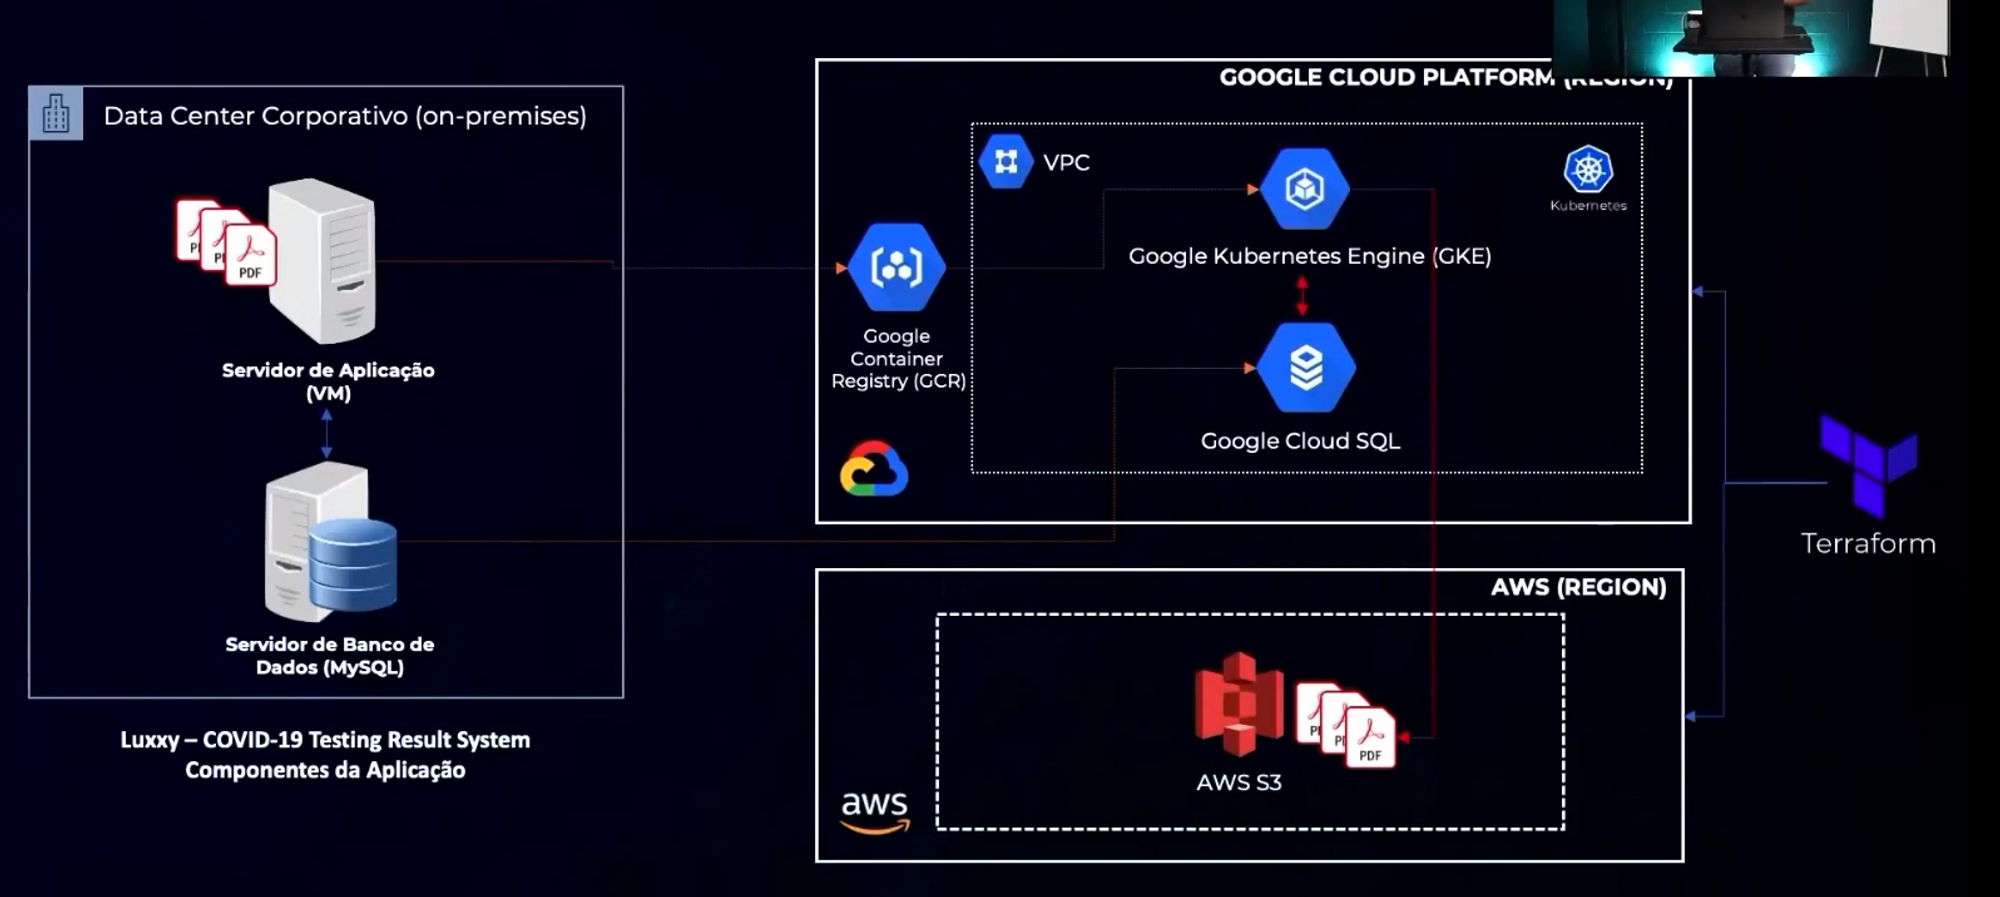 GOOGLE CLOUD PLATFORM (REGION)
Data Center Corporativo (on-premises)
VPC
Kubernetes
PDF
Google Kubernetes Engine (GKE)
Google
Container
Registry (GCR)
Servidor de Aplicação
(VM)
Google Cloud SQL
Terraform
AWS (REGION)
Servidor de Banco de
Dados (MySQL)
Luxxy – COVID-19 Testing Result System
Componentes da Aplicação
PDF
AWS S3
aws